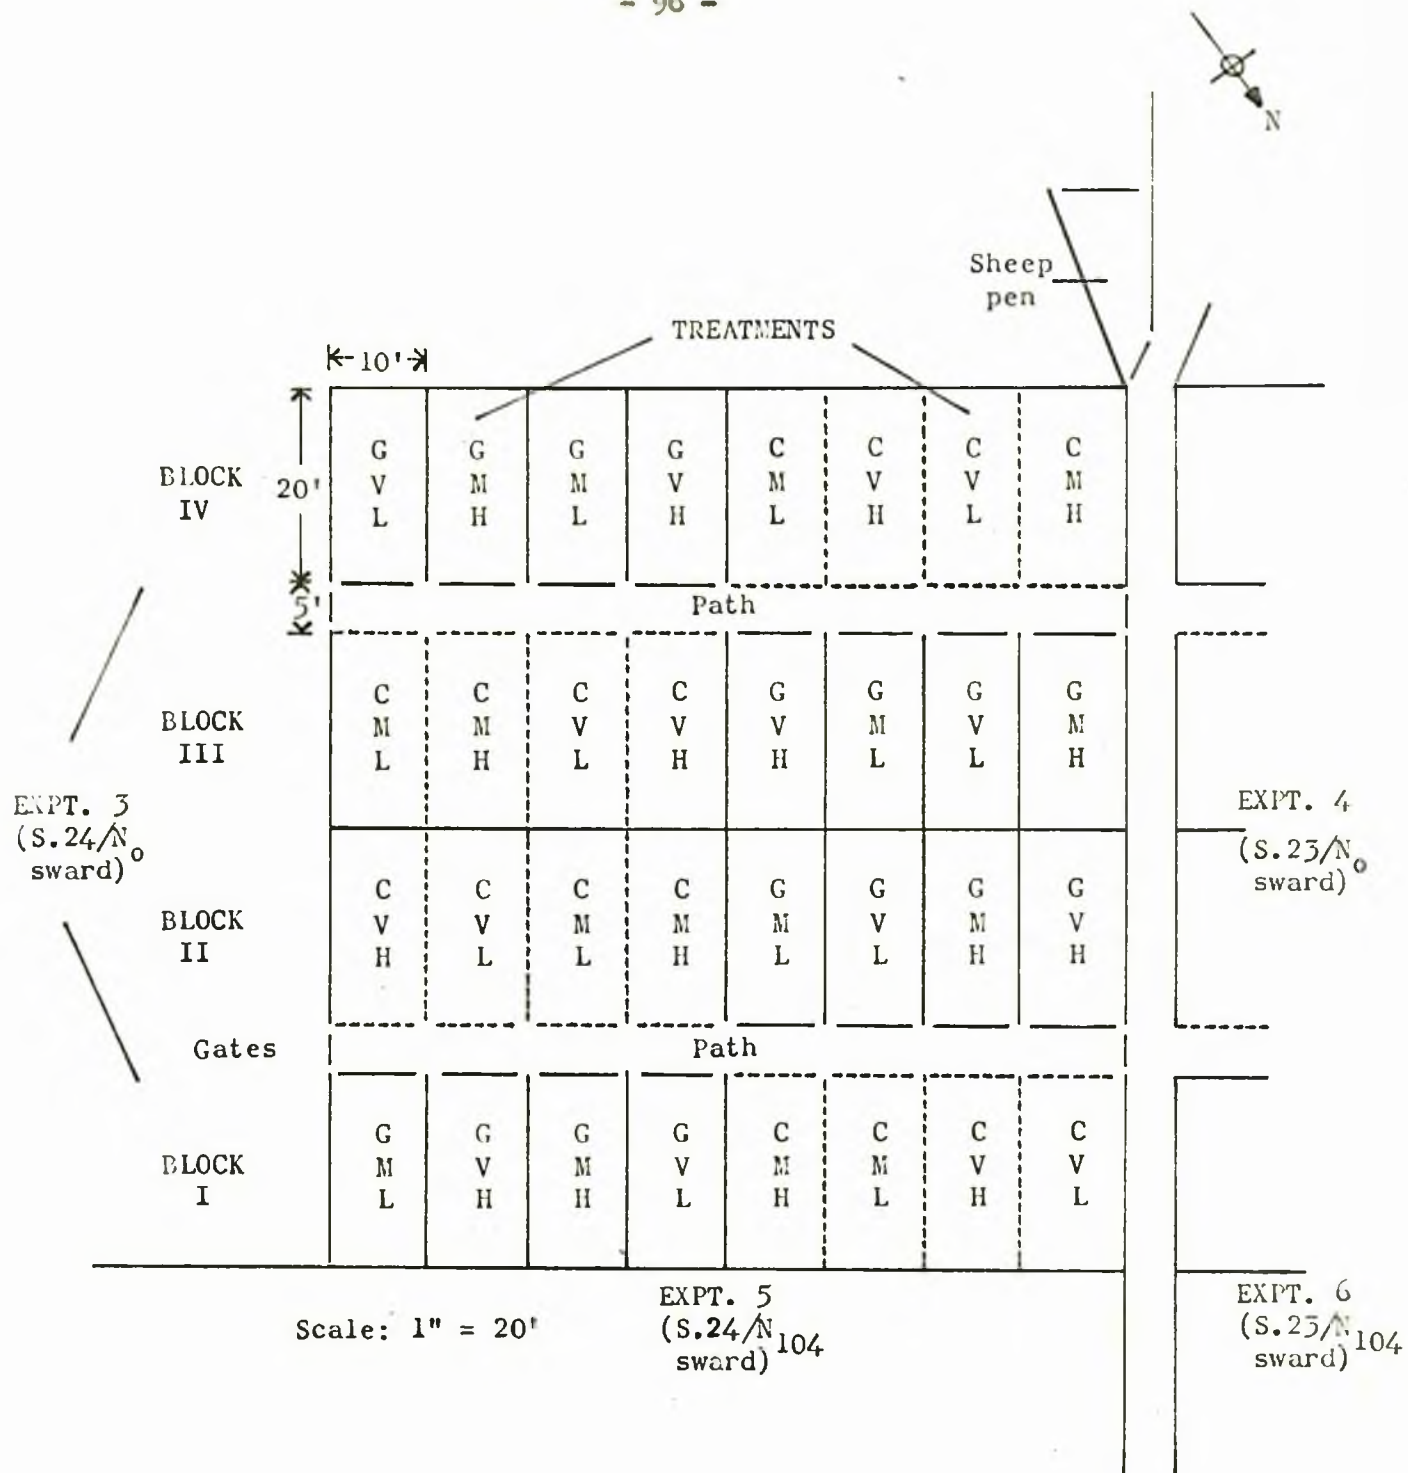 - 96 -
N
Sheep
pen
TREATMENTS
10'
BLOCK
IV
20'
G G G G C C C C
V M M V M V V M
L H L H L H L H
5'
Path
BLOCK
III
C C C C G G G G
M M V V V M V M
L H L H H L L H
EXPT. 3
(S.24/N₀
sward)
EXPT. 4
(S.23/N₀
sward)
BLOCK
II
C C C C G G G G
V V M M M V M V
H L L H L L H H
Gates
Path
BLOCK
I
G G G G C C C C
M V M V M M V V
L H H L H L H L
Scale: 1" = 20'
EXPT. 5
(S.24/N₁₀₄
sward)
EXPT. 6
(S.23/N₁₀₄
sward)